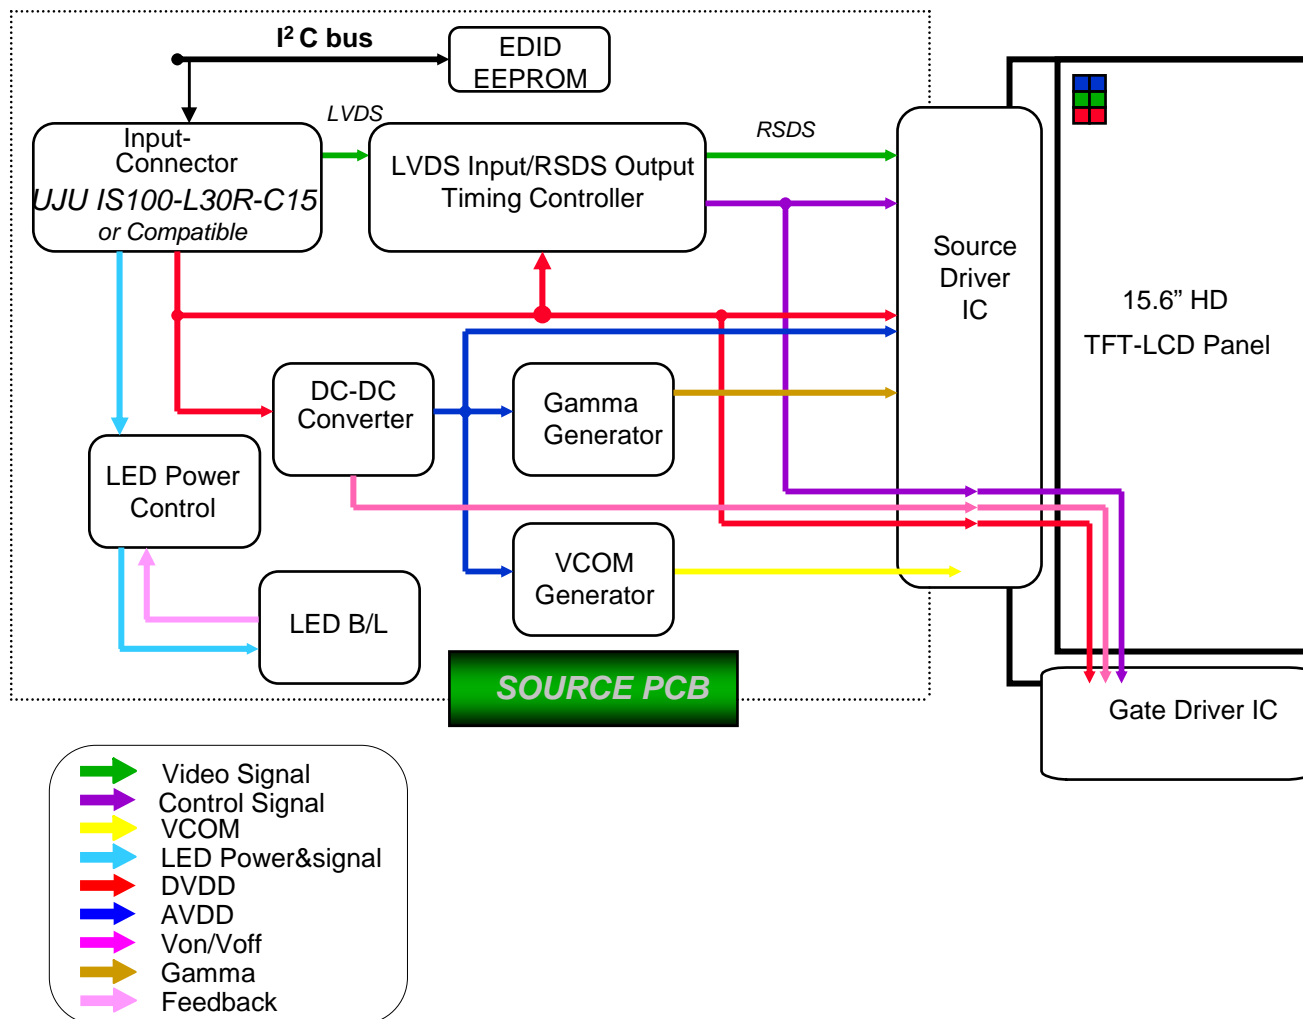 I² C bus
EDID
EEPROM
LVDS
RSDS
Input-
Connector
UJU IS100-L30R-C15
or Compatible
LVDS Input/RSDS Output
Timing Controller
Source
Driver
IC
15.6” HD
TFT-LCD Panel
DC-DC
Converter
Gamma
Generator
LED Power
Control
VCOM
Generator
LED B/L
SOURCE PCB
Gate Driver IC
Video Signal
Control Signal
VCOM
LED Power&signal
DVDD
AVDD
Von/Voff
Gamma
Feedback